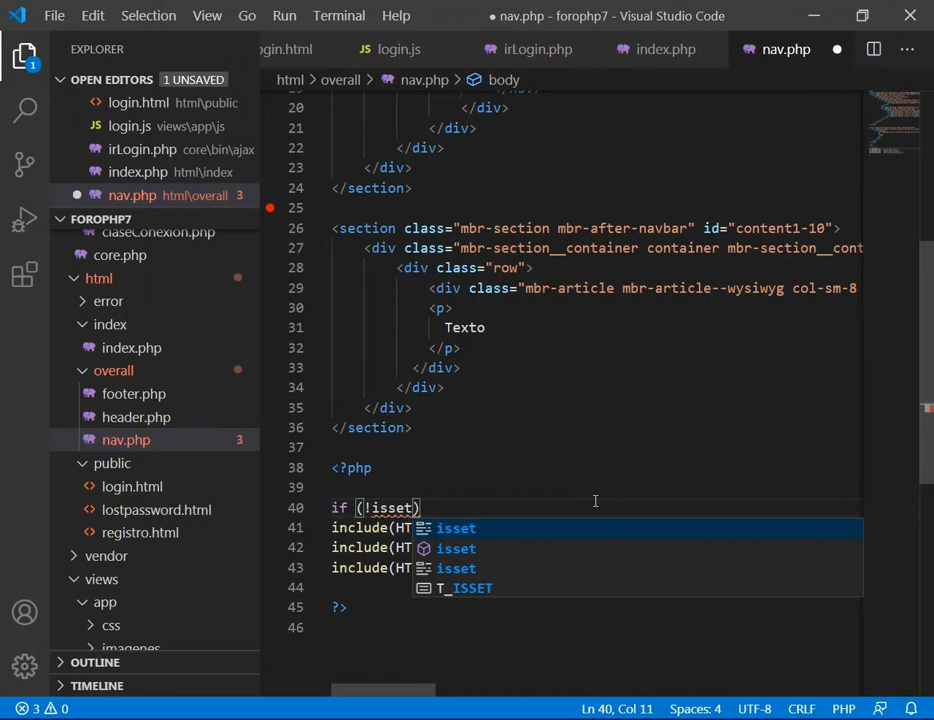 File Edit Selection View Go Run Terminal Help ● nav.php - forophp7 - Visual Studio Code
EXPLORER
ogin.html JS login.js irLogin.php index.php nav.php
OPEN EDITORS 1 UNSAVED
html > overall > nav.php > body
<> login.html html\public
JS login.js views\app\js
irLogin.php core\bin\ajax
index.php html\index
nav.php html\overall 3
FOROPHP7
claseConexion.php
core.php
html
error
index
index.php
overall
footer.php
header.php
nav.php 3
public
<> login.html
<> lostpassword.html
<> registro.html
vendor
views
app
css
imagenes
OUTLINE
TIMELINE
1
20 </div>
21 </div>
22 </div>
23 </div>
24 </section>
25
26 <section class="mbr-section mbr-after-navbar" id="content1-10">
27 <div class="mbr-section__container container mbr-section__cont
28 <div class="row">
29 <div class="mbr-article mbr-article--wysiwyg col-sm-8
30 <p>
31 Texto
32 </p>
33 </div>
34 </div>
35 </div>
36 </section>
37
38 <?php
39
40 if (!isset)
41 include(HT
42 include(HT
43 include(HT
44
45 ?>
46
isset
isset
isset
T_ISSET
3 0 Ln 40, Col 11 Spaces: 4 UTF-8 CRLF PHP